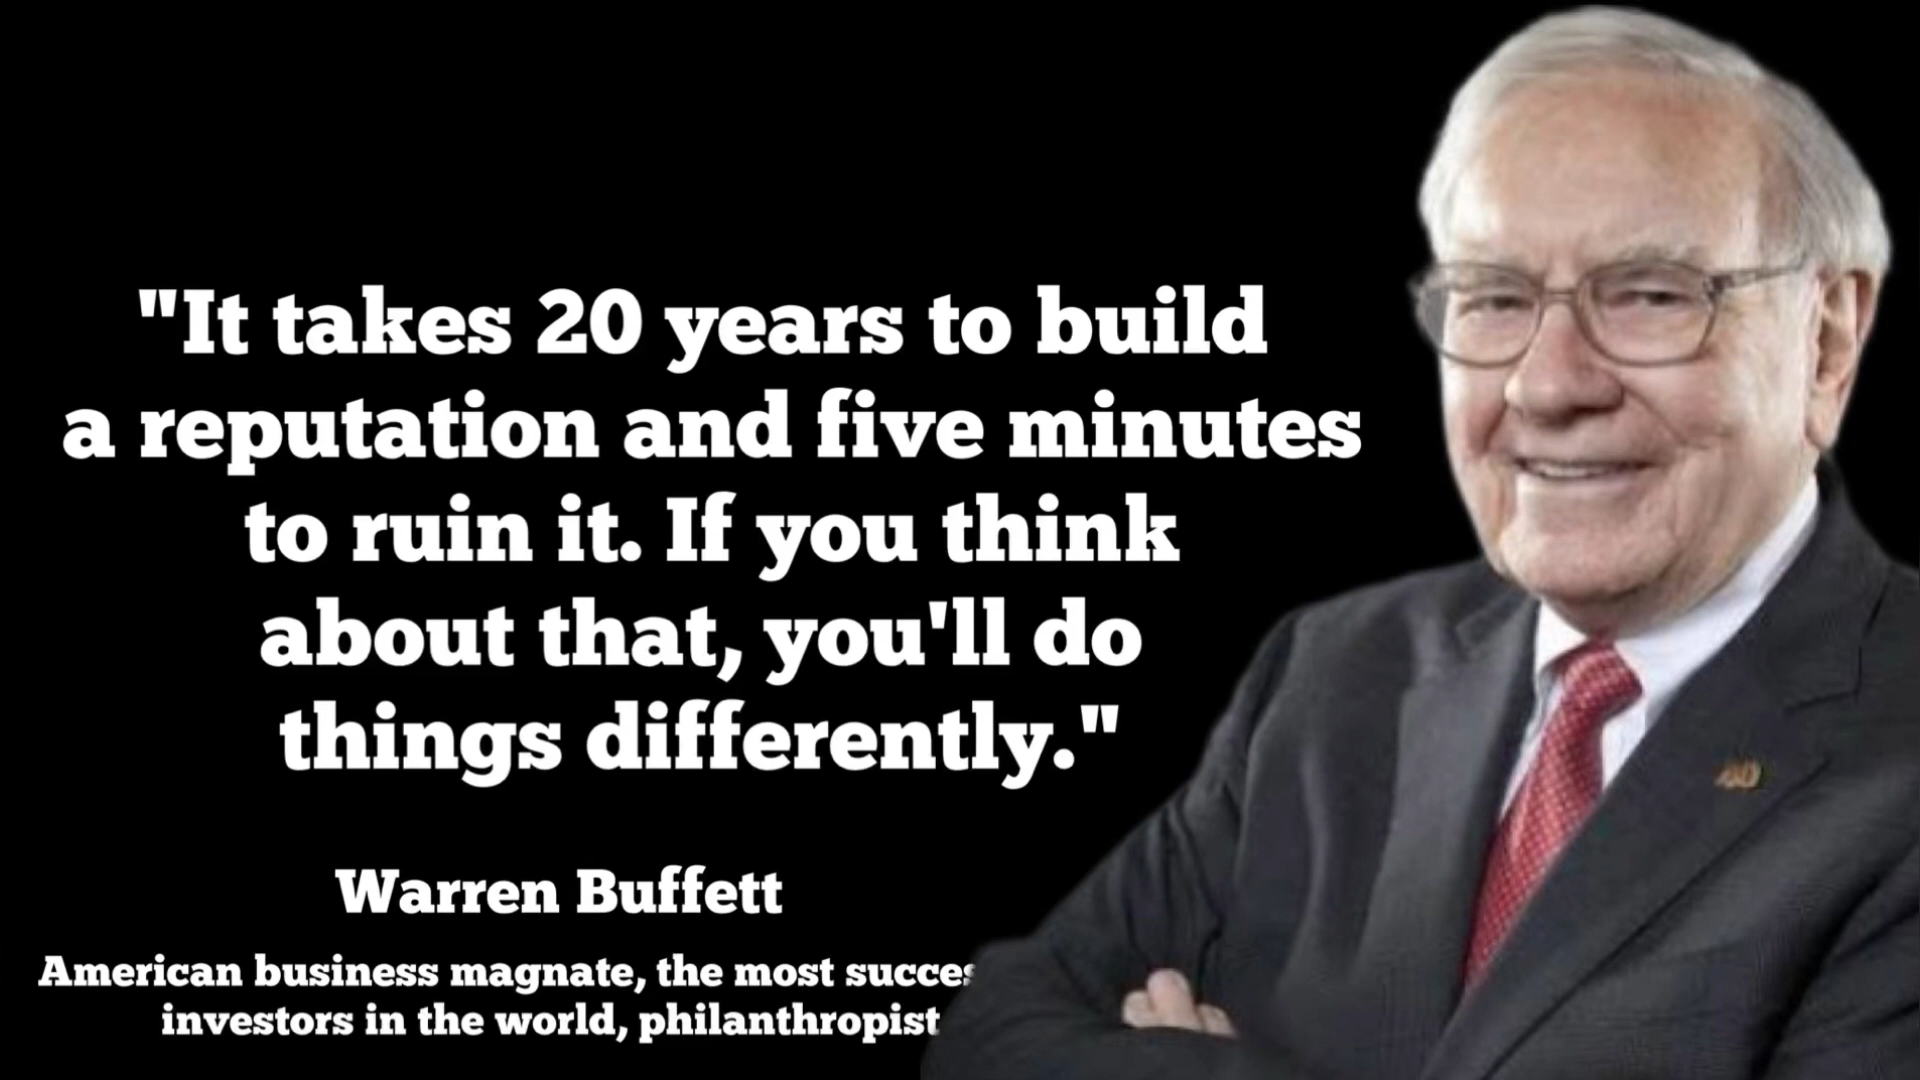 "It takes 20 years to build
a reputation and five minutes
to ruin it. If you think
about that, you'll do
things differently."
Warren Buffett
American business magnate, the most
investors in the world, philanthropist